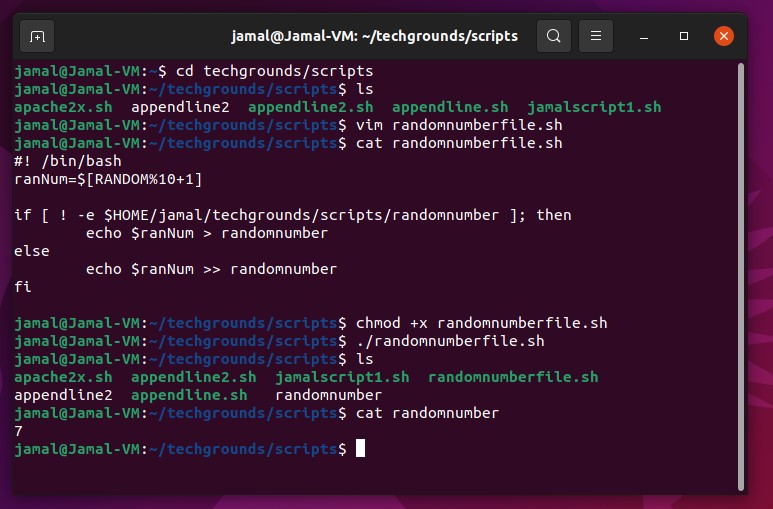 jamal@Jamal-VM: ~/techgrounds/scripts
jamal@Jamal-VM:~$ cd techgrounds/scripts
jamal@Jamal-VM:~/techgrounds/scripts$ ls
apache2x.sh  appendline2  appendline2.sh  appendline.sh  jamalscript1.sh
jamal@Jamal-VM:~/techgrounds/scripts$ vim randomnumberfile.sh
jamal@Jamal-VM:~/techgrounds/scripts$ cat randomnumberfile.sh
#! /bin/bash
ranNum=$[RANDOM%10+1]

if [ ! -e $HOME/jamal/techgrounds/scripts/randomnumber ]; then
        echo $ranNum > randomnumber
else
        echo $ranNum >> randomnumber
fi

jamal@Jamal-VM:~/techgrounds/scripts$ chmod +x randomnumberfile.sh
jamal@Jamal-VM:~/techgrounds/scripts$ ./randomnumberfile.sh
jamal@Jamal-VM:~/techgrounds/scripts$ ls
apache2x.sh  appendline2.sh  jamalscript1.sh  randomnumberfile.sh
appendline2  appendline.sh   randomnumber
jamal@Jamal-VM:~/techgrounds/scripts$ cat randomnumber
7
jamal@Jamal-VM:~/techgrounds/scripts$